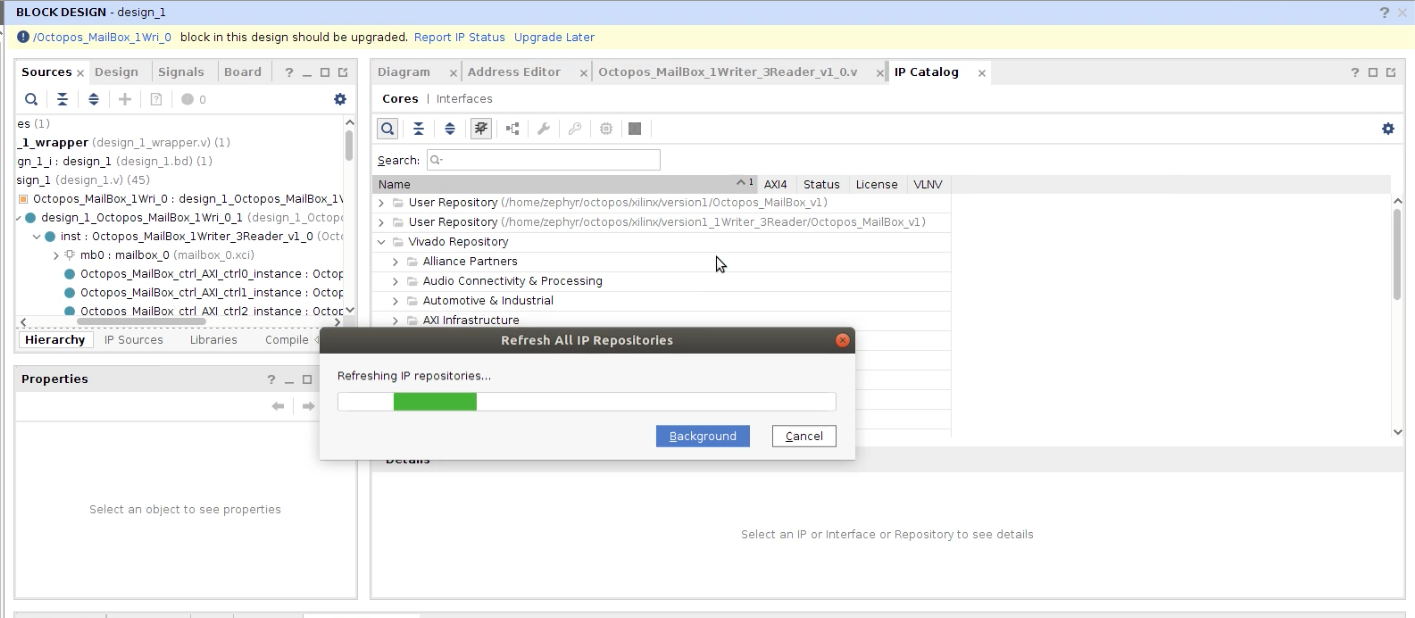 BLOCK DESIGN - design_1
/Octopos_MailBox_1Wri_0 block in this design should be upgraded. Report IP Status Upgrade Later
Sources Design Signals Board
0
es (1)
_1_wrapper (design_1_wrapper.v) (1)
gn_1_i : design_1 (design_1.bd) (1)
sign_1 (design_1.v) (45)
Octopos_MailBox_1Wri_0 : design_1_Octopos_MailBox_1V
design_1_Octopos_MailBox_1Wri_0_1 (design_1_Octopo
inst : Octopos_MailBox_1Writer_3Reader_v1_0 (Octo
mb0 : mailbox_0 (mailbox_0.xci)
Octopos_MailBox_ctrl_AXI_ctrl0_instance : Octop
Octopos_MailBox_ctrl_AXI_ctrl1_instance : Octop
Octopos_MailBox_ctrl_AXI_ctrl2_instance : Octop
Hierarchy IP Sources Libraries Compile
Properties
Select an object to see properties
Diagram Address Editor Octopos_MailBox_1Writer_3Reader_v1_0.v IP Catalog
Cores | Interfaces
Search:
Name 1 AXI4 Status License VLNV
User Repository (/home/zephyr/octopos/xilinx/version1/Octopos_MailBox_v1)
User Repository (/home/zephyr/octopos/xilinx/version1_1Writer_3Reader/Octopos_MailBox_v1)
Vivado Repository
Alliance Partners
Audio Connectivity & Processing
Automotive & Industrial
AXI Infrastructure
Refresh All IP Repositories
Refreshing IP repositories...
Background Cancel
Details
Select an IP or Interface or Repository to see details